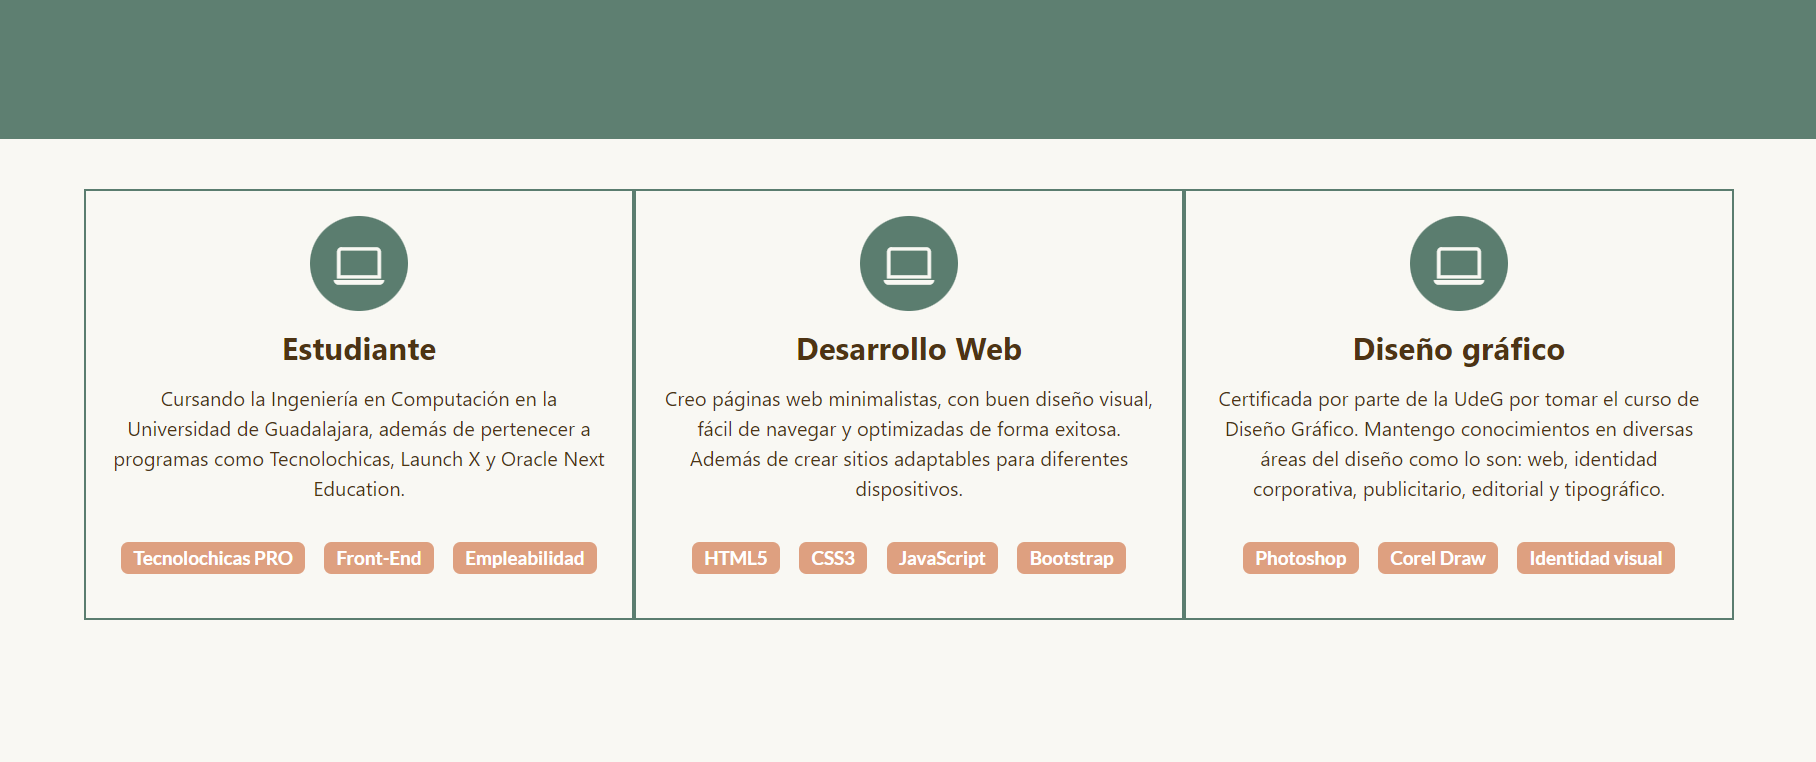 Estudiante
Cursando la Ingeniería en Computación en la
Universidad de Guadalajara, además de pertenecer a
programas como Tecnolochicas, Launch X y Oracle Next
Education.
Tecnolochicas PRO Front-End Empleabilidad
Desarrollo Web
Creo páginas web minimalistas, con buen diseño visual,
fácil de navegar y optimizadas de forma exitosa.
Además de crear sitios adaptables para diferentes
dispositivos.
HTML5 CSS3 JavaScript Bootstrap
Diseño gráfico
Certificada por parte de la UdeG por tomar el curso de
Diseño Gráfico. Mantengo conocimientos en diversas
áreas del diseño como lo son: web, identidad
corporativa, publicitario, editorial y tipográfico.
Photoshop Corel Draw Identidad visual